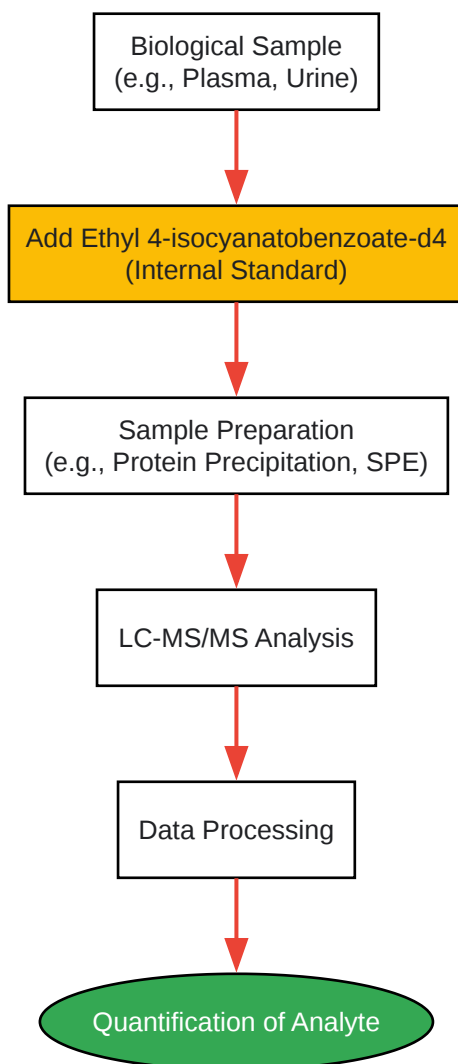 Biological Sample
(e.g., Plasma, Urine)
Add Ethyl 4-isocyanatobenzoate-d4
(Internal Standard)
Sample Preparation
(e.g., Protein Precipitation, SPE)
LC-MS/MS Analysis
Data Processing
Quantification of Analyte